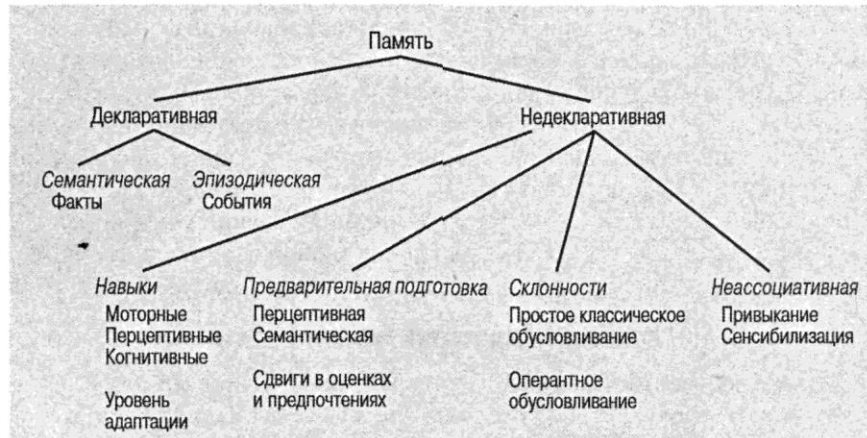 Память
Декларативная
Недекларативная
Семантическая
Факты
Эпизодическая
События
Навыки
Моторные
Перцептивные
Когнитивные
Уровень
адаптации
Предварительная подготовка
Перцептивная
Семантическая
Сдвиги в оценках
и предпочтениях
Склонности
Простое классическое
обусловливание
Оперантное
обусловливание
Неассоциативная
Привыкание
Сенсибилизация